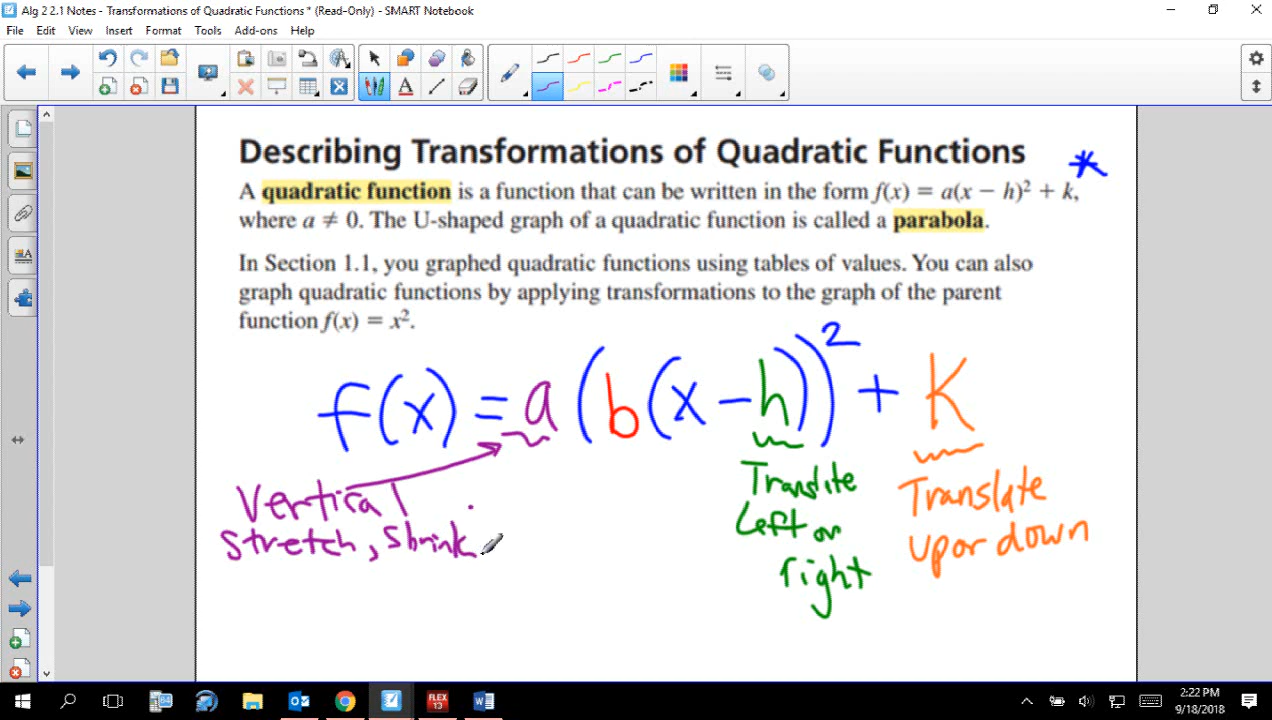 Alg 2 2.1 Notes - Transformations of Quadratic Functions * (Read-Only) - SMART Notebook
File Edit View Insert Format Tools Add-ons Help
Describing Transformations of Quadratic Functions
*
A quadratic function is a function that can be written in the form f(x) = a(x − h)² + k,
where a ≠ 0. The U-shaped graph of a quadratic function is called a parabola.
In Section 1.1, you graphed quadratic functions using tables of values. You can also
graph quadratic functions by applying transformations to the graph of the parent
function f(x) = x².
f(x) = a(b(x − h))² + K
Vertical
stretch, shrink
Translate
Left or
right
Translate
up or down
FLEX
13
2:22 PM
9/18/2018